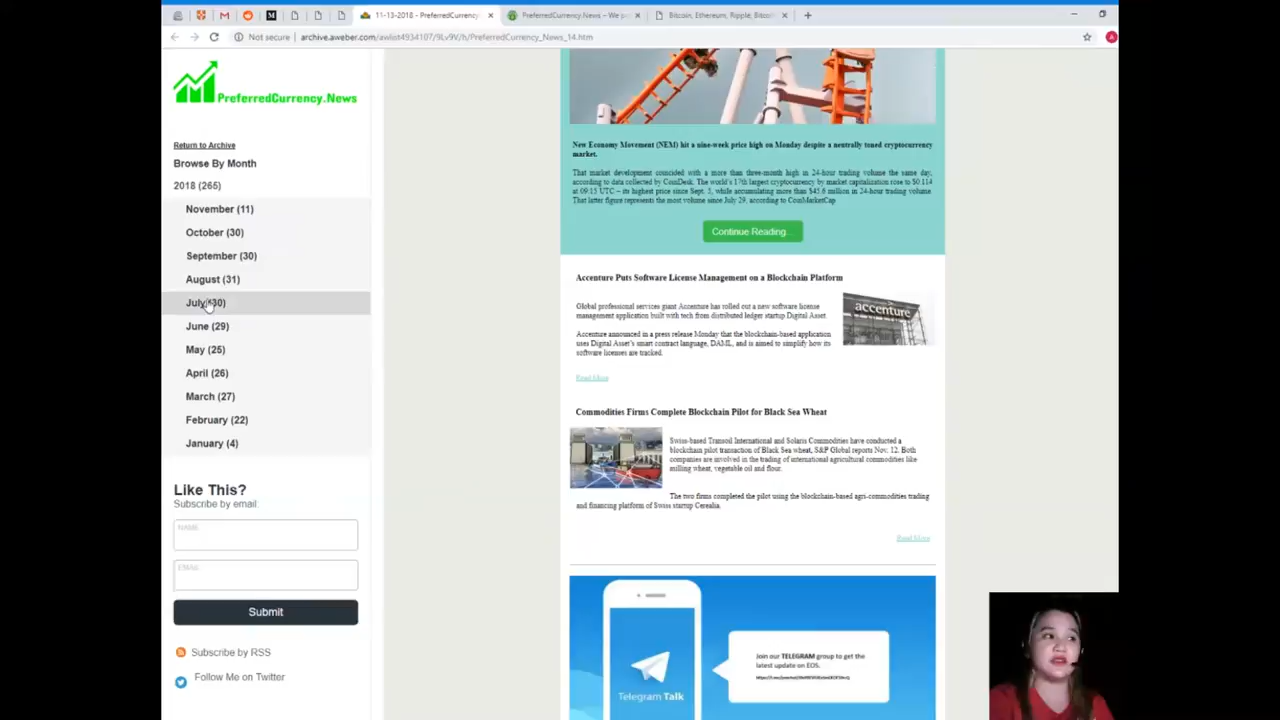 11-13-2018 - PreferredCurrency
PreferredCurrency.News – We p
Bitcoin, Ethereum, Ripple, Bitcoi
Not secure | archive.aweber.com/awlist4934107/9Lv9V/h/PreferredCurrency_News_14.htm
PreferredCurrency.News
Return to Archive
Browse By Month
2018 (265)
November (11)
October (30)
September (30)
August (31)
July (30)
June (29)
May (25)
April (26)
March (27)
February (22)
January (4)
Like This?
Subscribe by email
NAME
EMAIL
Submit
Subscribe by RSS
Follow Me on Twitter
New Economy Movement (NEM) hit a nine-week price high on Monday despite a neutrally toned cryptocurrency
market.
That market development coincided with a more than three-month high in 24-hour trading volume the same day,
according to data collected by CoinDesk. The world's 17th largest cryptocurrency by market capitalization rose to $0.114
at 09:15 UTC – its highest price since Sept. 5, while accumulating more than $45.6 million in 24-hour trading volume.
That latter figure represents the most volume since July 29, according to CoinMarketCap
Continue Reading...
Accenture Puts Software License Management on a Blockchain Platform
Global professional services giant Accenture has rolled out a new software license
management application built with tech from distributed ledger startup Digital Asset.
Accenture announced in a press release Monday that the blockchain-based application
uses Digital Asset's smart contract language, DAML, and is aimed to simplify how its
software licenses are tracked.
accenture
Read More
Commodities Firms Complete Blockchain Pilot for Black Sea Wheat
Swiss-based Transoil International and Solaris Commodities have conducted a
blockchain pilot transaction of Black Sea wheat, S&P Global reports Nov. 12. Both
companies are involved in the trading of international agricultural commodities like
milling wheat, vegetable oil and flour.
The two firms completed the pilot using the blockchain-based agri-commodities trading
and financing platform of Swiss startup Cerealia.
Read More
Join our TELEGRAM group to get the
latest update on EOS.
Telegram Talk